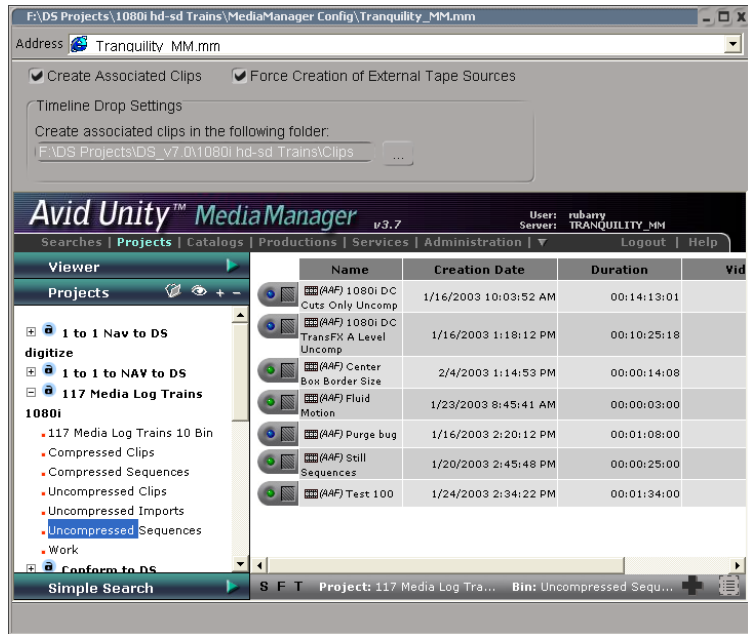 F:\DS Projects\1080i hd-sd Trains\MediaManager Config\Tranquility_MM.mm
Address Tranquility_MM.mm
Create Associated Clips Force Creation of External Tape Sources
Timeline Drop Settings
Create associated clips in the following folder:
F:\DS Projects\DS_v7.0\1080i hd-sd Trains\Clips ...
Avid Unity™ MediaManager v3.7
User: rubarry
Server: TRANQUILITY_MM
Searches | Projects | Catalogs | Productions | Services | Administration | Logout | Help
Viewer
Projects
1 to 1 Nav to DS
digitize
1 to 1 to NAV to DS
117 Media Log Trains
1080i
117 Media Log Trains 10 Bin
Compressed Clips
Compressed Sequences
Uncompressed Clips
Uncompressed Imports
Uncompressed Sequences
Work
Conform to DS
Simple Search
Name Creation Date Duration Vid
(AAF) 1080i DC
Cuts Only Uncomp 1/16/2003 10:03:52 AM 00:14:13:01
(AAF) 1080i DC
TransFX A Level
Uncomp 1/16/2003 1:18:12 PM 00:10:25:18
(AAF) Center
Box Border Size 2/4/2003 1:14:53 PM 00:00:14:08
(AAF) Fluid
Motion 1/23/2003 8:45:41 AM 00:00:03:00
(AAF) Purge bug 1/16/2003 2:20:12 PM 00:01:08:00
(AAF) Still
Sequences 1/20/2003 2:45:48 PM 00:00:25:00
(AAF) Test 100 1/24/2003 2:34:22 PM 00:01:34:00
S F T Project: 117 Media Log Tra... Bin: Uncompressed Sequ...